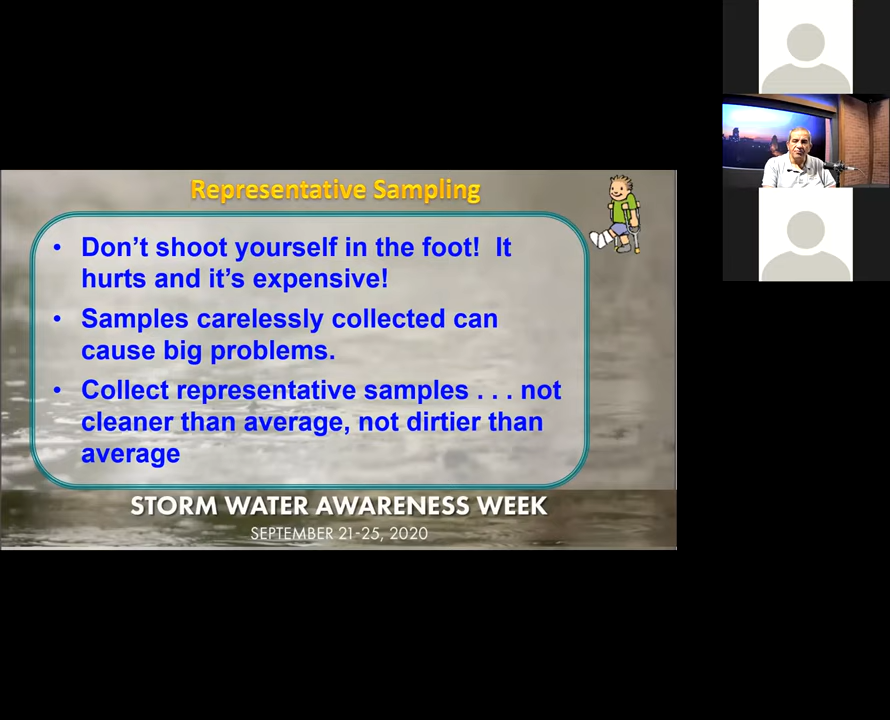 Representative Sampling
• Don’t shoot yourself in the foot!  It
hurts and it’s expensive!
• Samples carelessly collected can
cause big problems.
• Collect representative samples . . . not
cleaner than average, not dirtier than
average
STORM WATER AWARENESS WEEK
SEPTEMBER 21-25, 2020